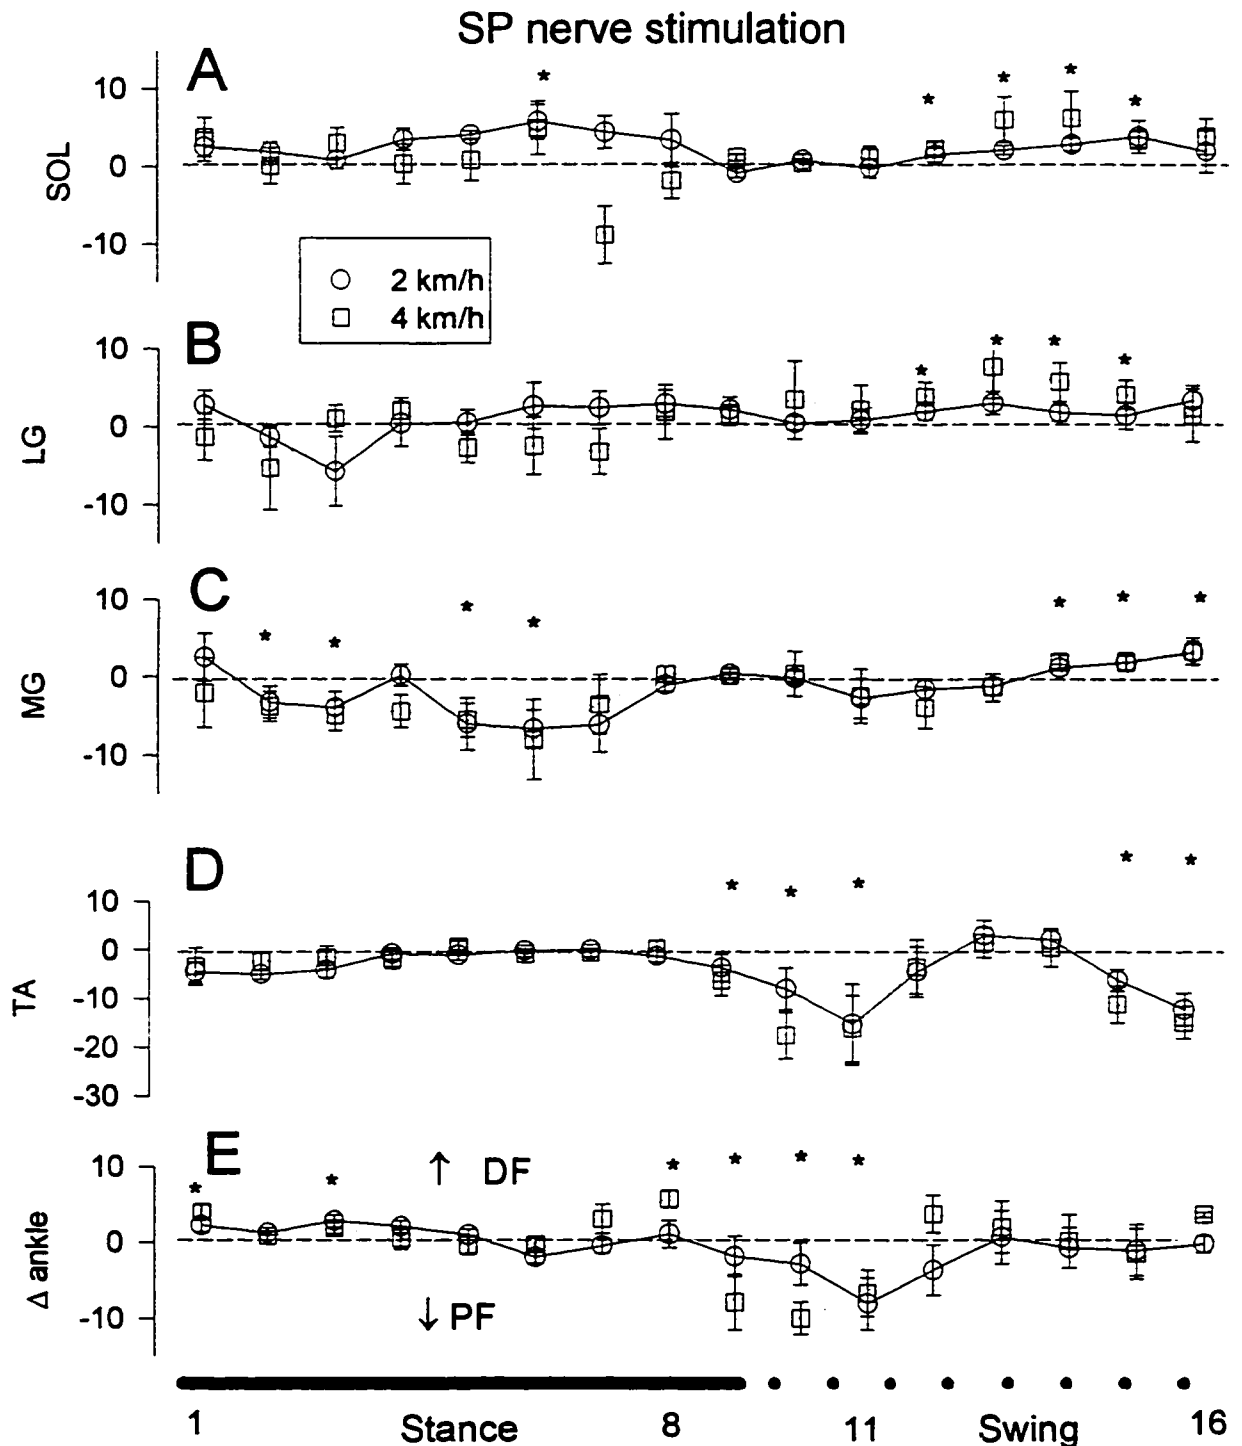 SP nerve stimulation
A
10
0
-10
SOL
2 km/h
4 km/h
B
10
0
-10
LG
C
10
0
-10
MG
D
10
0
-10
-20
-30
TA
E
10
0
-10
Δ ankle
↑ DF
↓ PF
1 Stance 8 11 Swing 16